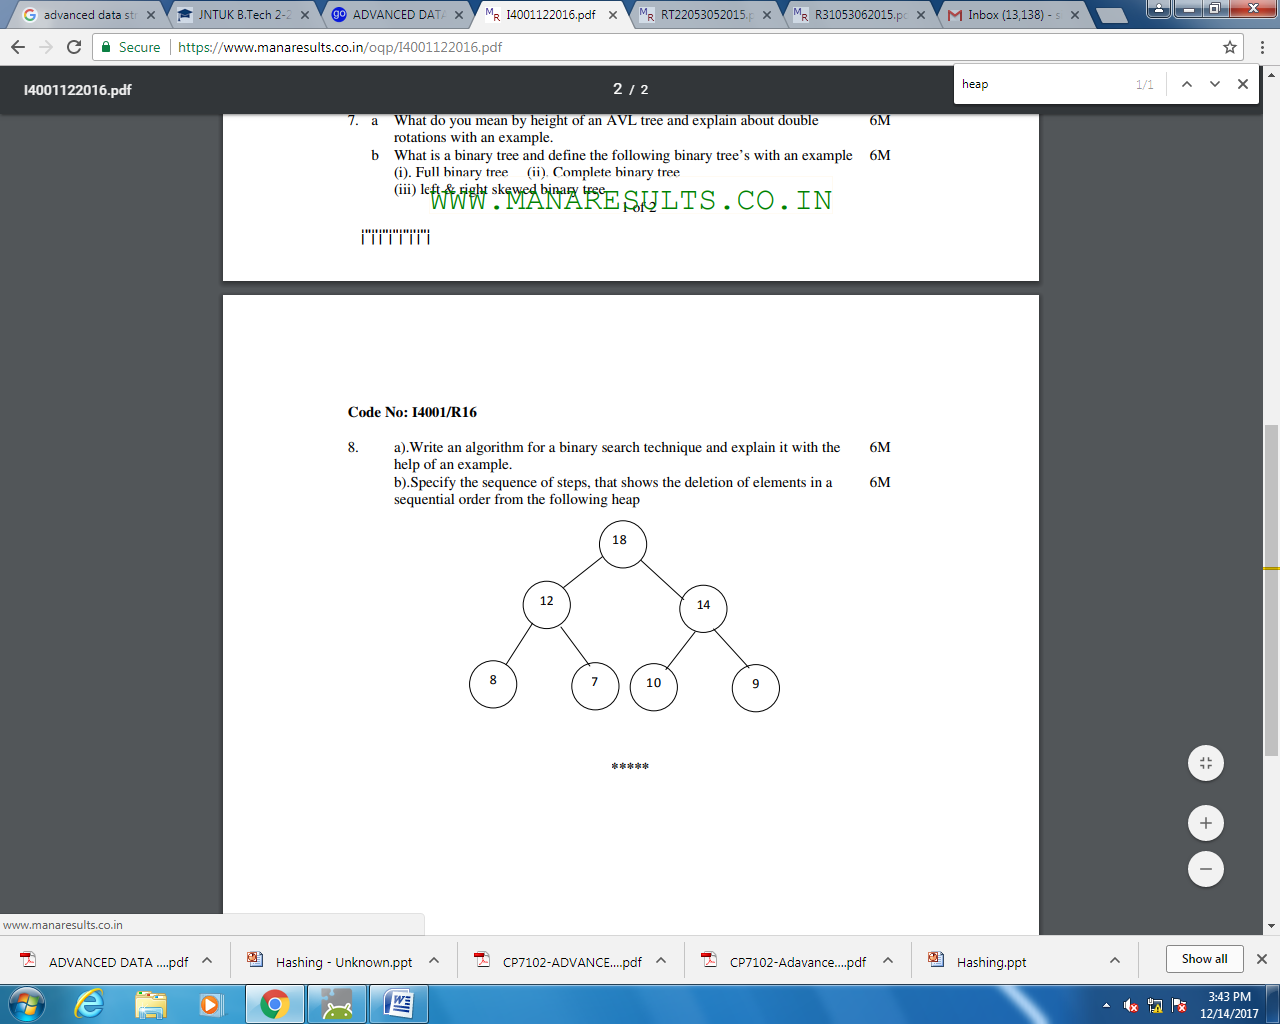 advanced data str
JNTUK B.Tech 2-2
ADVANCED DATA
I4001122016.pdf
RT22053052015.p
R31053062015.pd
Inbox (13,138) - s
Secure
https://www.manaresults.co.in/oqp/I4001122016.pdf
I4001122016.pdf
2 / 2
heap
1/1
7. a What do you mean by height of an AVL tree and explain about double 6M
rotations with an example.
b What is a binary tree and define the following binary tree's with an example 6M
(i). Full binary tree (ii). Complete binary tree
(iii) left & right skewed binary tree
WWW.MANARESULTS.CO.IN
1 of 2
Code No: I4001/R16
8. a).Write an algorithm for a binary search technique and explain it with the 6M
help of an example.
b).Specify the sequence of steps, that shows the deletion of elements in a 6M
sequential order from the following heap
18
12
14
8
7
10
9
*****
www.manaresults.co.in
ADVANCED DATA ....pdf
Hashing - Unknown.ppt
CP7102-ADVANCE....pdf
CP7102-Adavance....pdf
Hashing.ppt
Show all
3:43 PM
12/14/2017